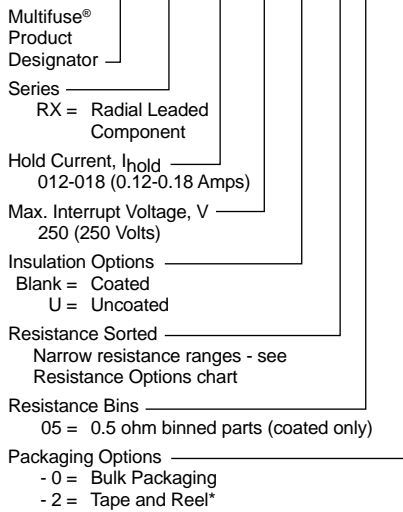 Multifuse®
Product
Designator
Series
RX = Radial Leaded
Component
Hold Current, Ihold
012-018 (0.12-0.18 Amps)
Max. Interrupt Voltage, V
250 (250 Volts)
Insulation Options
Blank = Coated
U = Uncoated
Resistance Sorted
Narrow resistance ranges - see
Resistance Options chart
Resistance Bins
05 = 0.5 ohm binned parts (coated only)
Packaging Options
- 0 = Bulk Packaging
- 2 = Tape and Reel*